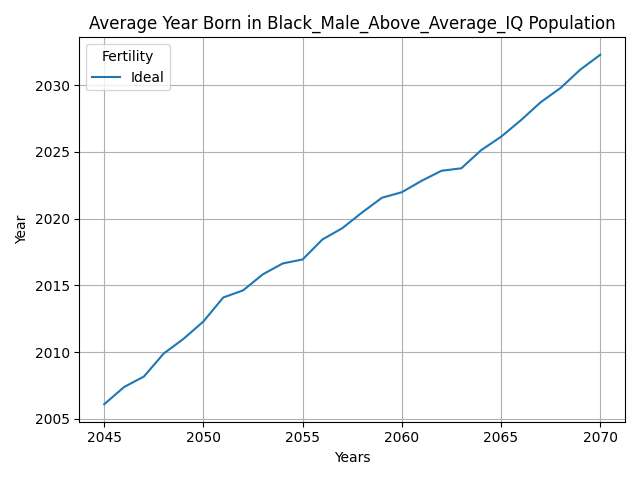 Average Year Born in Black_Male_Above_Average_IQ Population
Fertility
Ideal
Year
2030
2025
2020
2015
2010
2005
2045 2050 2055 2060 2065 2070
Years